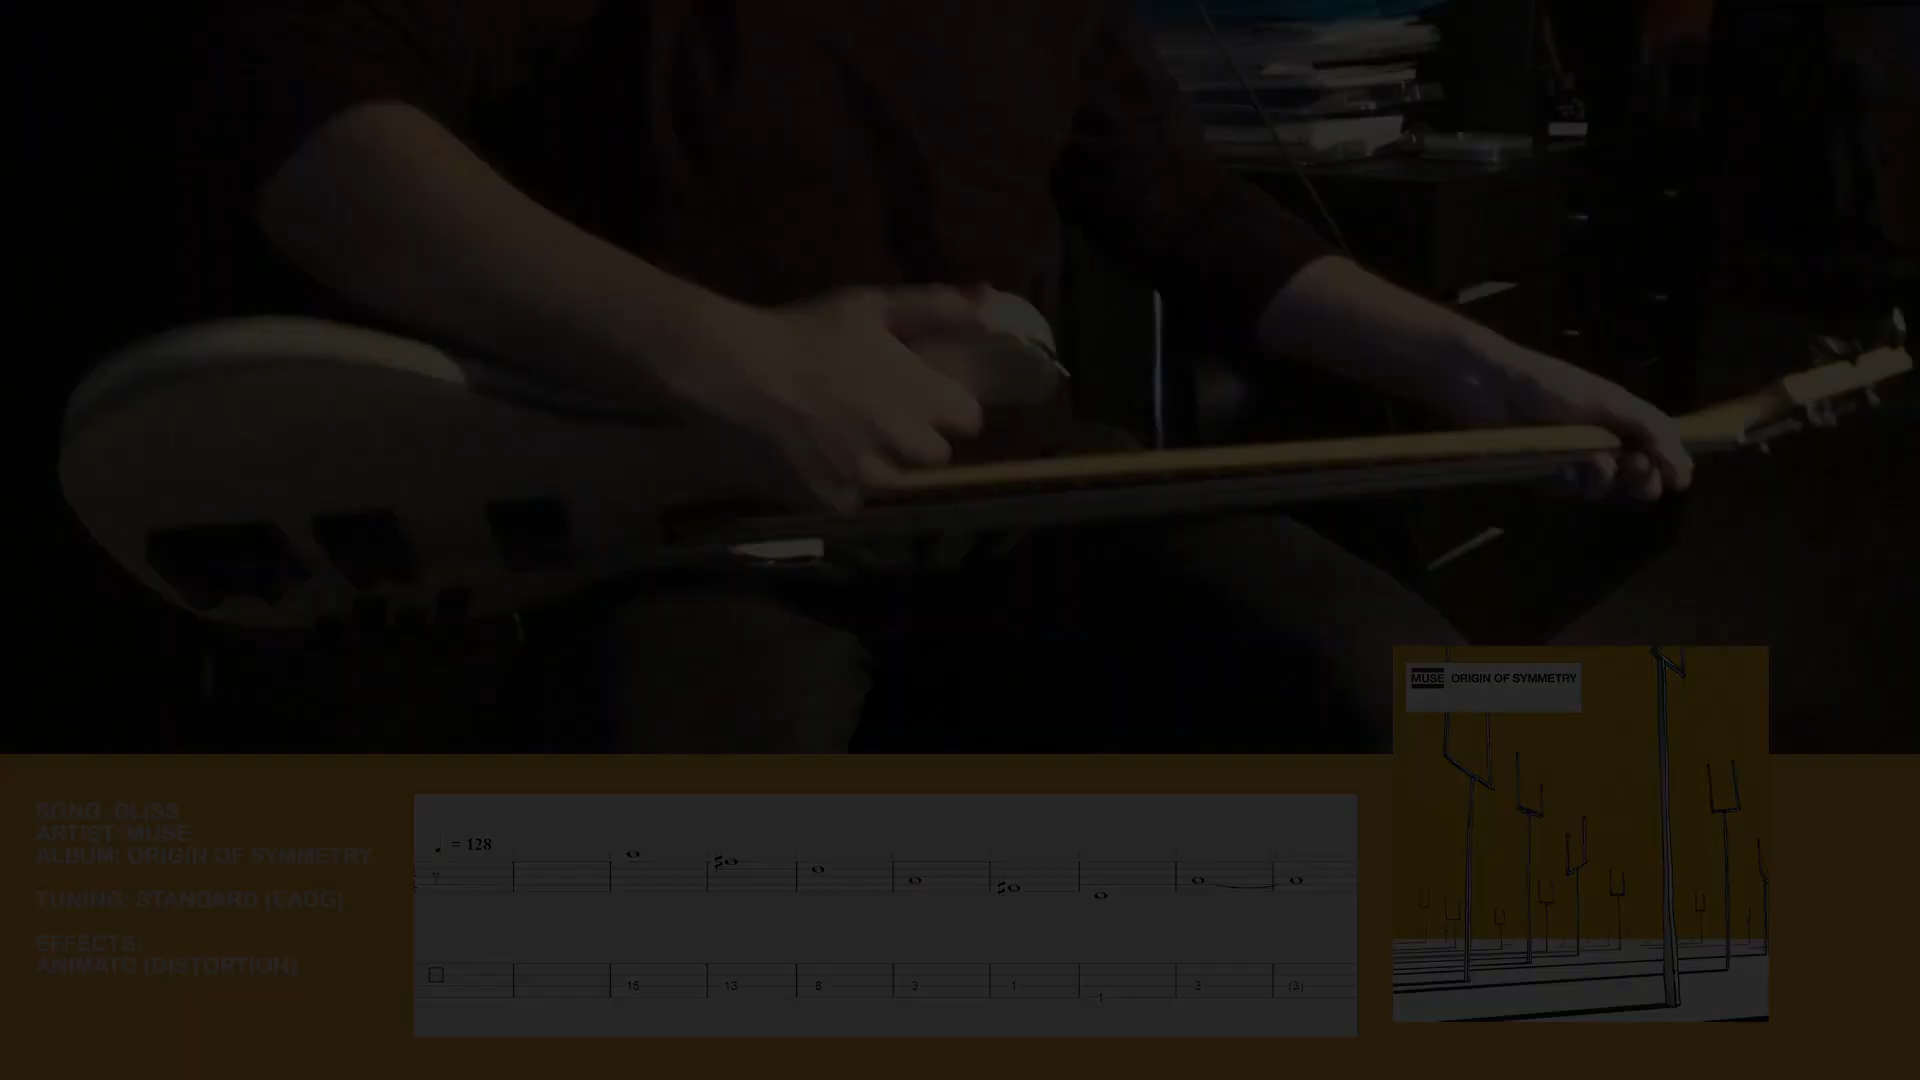 MUSE ORIGIN OF SYMMETRY
SONG: BLISS
ARTIST: MUSE
ALBUM: ORIGIN OF SYMMETRY
TUNING: STANDARD (EADG)
EFFECTS:
ANIMATO (DISTORTION)
= 128
15 13 8 3 1 1 3 (3)